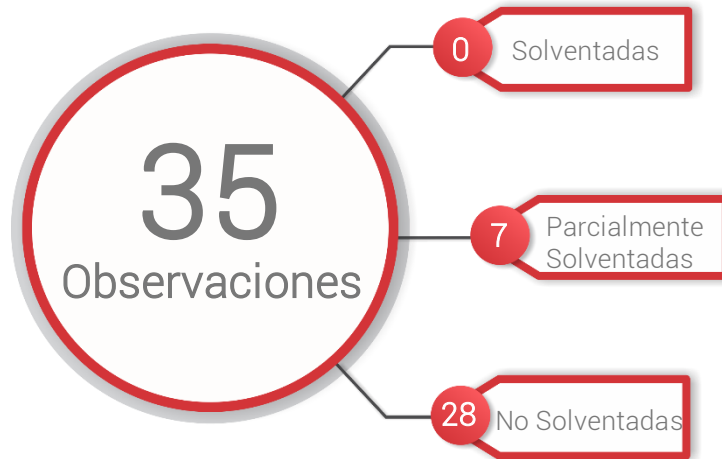 35
Observaciones
0
Solventadas
7
Parcialmente
Solventadas
28
No Solventadas